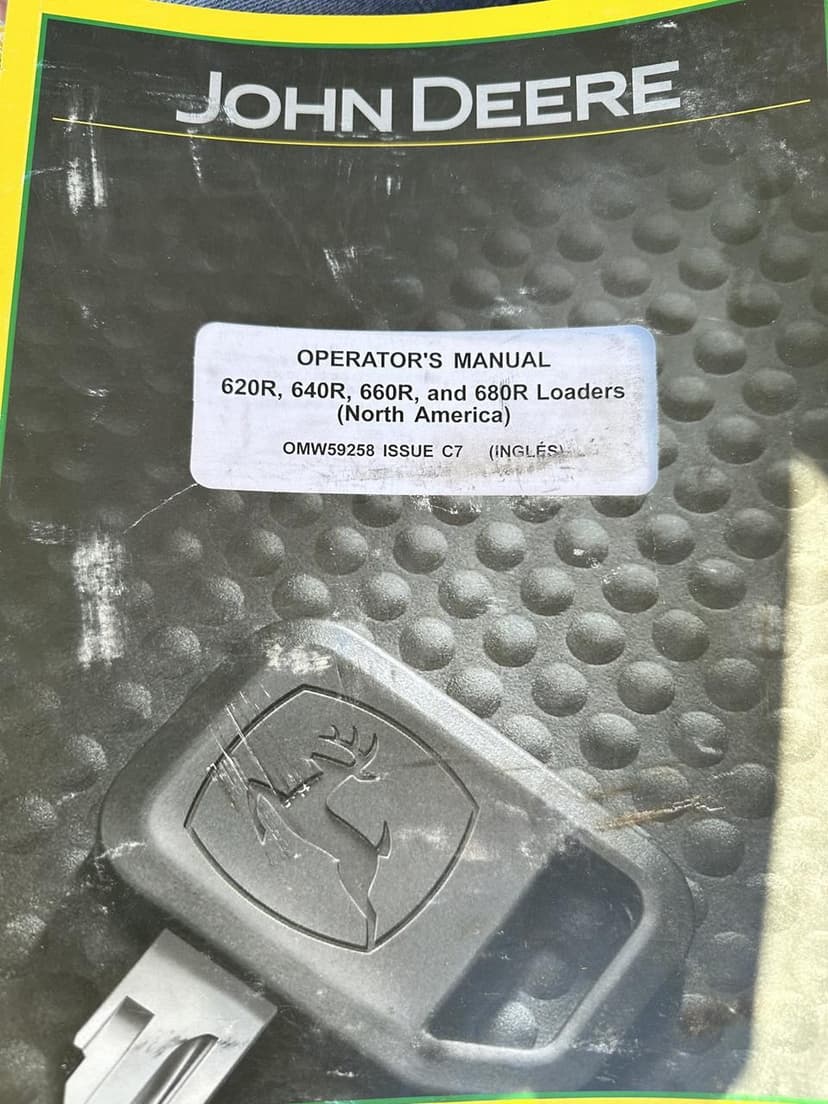 JOHN DEERE
OPERATOR'S MANUAL
620R, 640R, 660R, and 680R Loaders
(North America)
OMW59258 ISSUE C7 (INGLÉS)